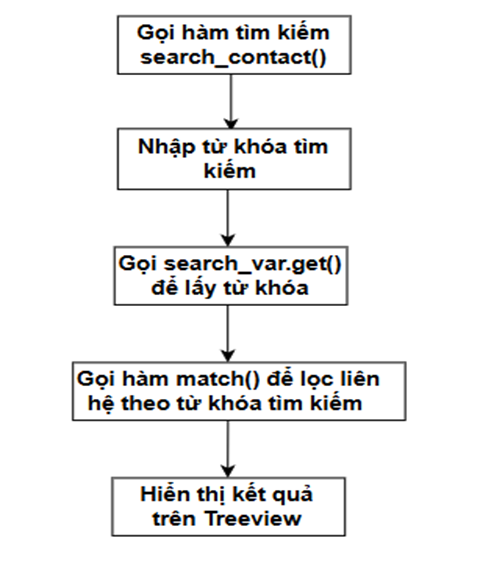 Gọi hàm tìm kiếm
search_contact()
Nhập từ khóa tìm
kiếm
Gọi search_var.get()
để lấy từ khóa
Gọi hàm match() để lọc liên
hệ theo từ khóa tìm kiếm
Hiển thị kết quả
trên Treeview